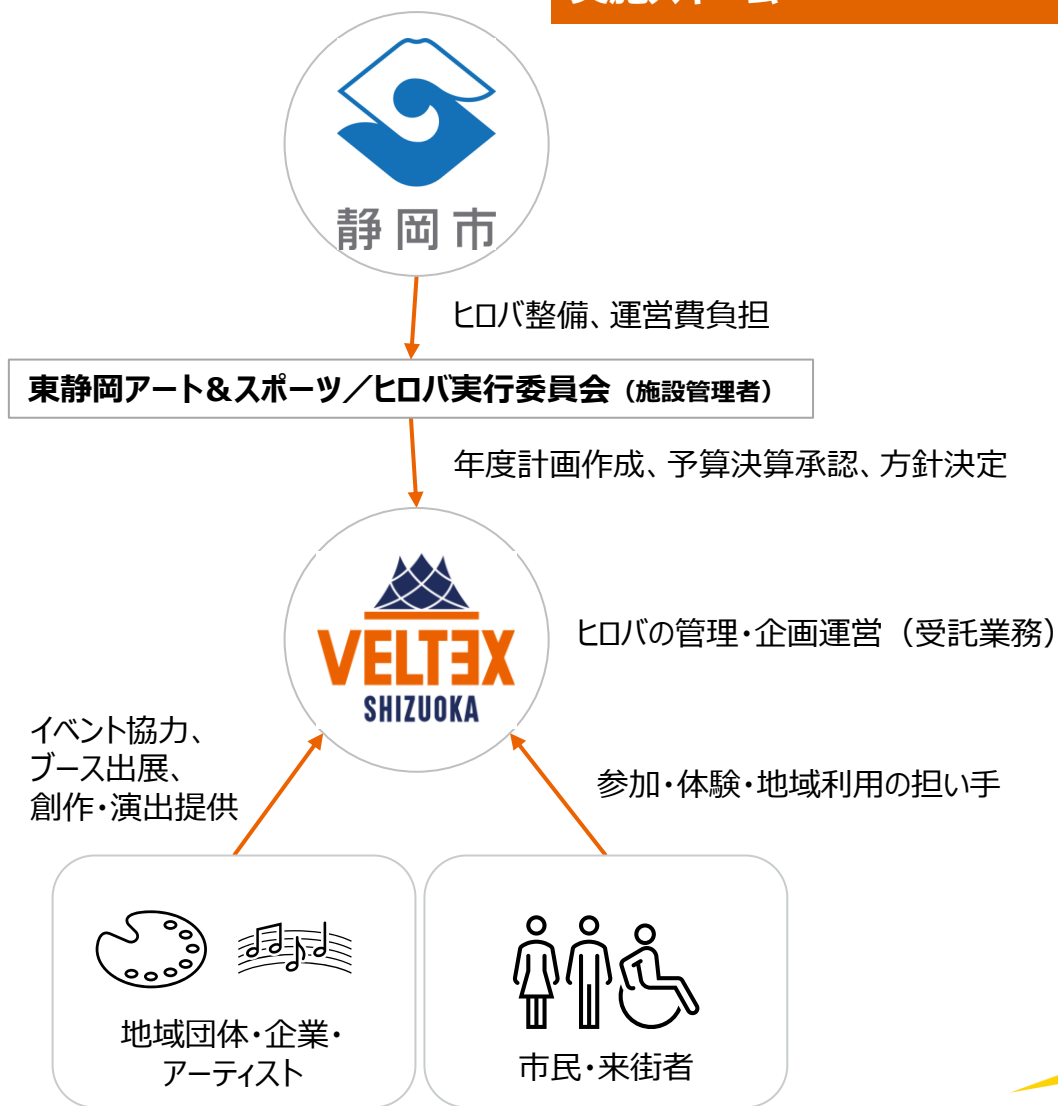 静岡市
ヒロバ整備、運営費負担
東静岡アート&スポーツ/ヒロバ実行委員会(施設管理者)
年度計画作成、予算決算承認、方針決定
VELTEX
SHIZUOKA
ヒロバの管理・企画運営(受託業務)
イベント協力、
ブース出展、
創作・演出提供
参加・体験・地域利用の担い手
地域団体・企業・
アーティスト
市民・来街者